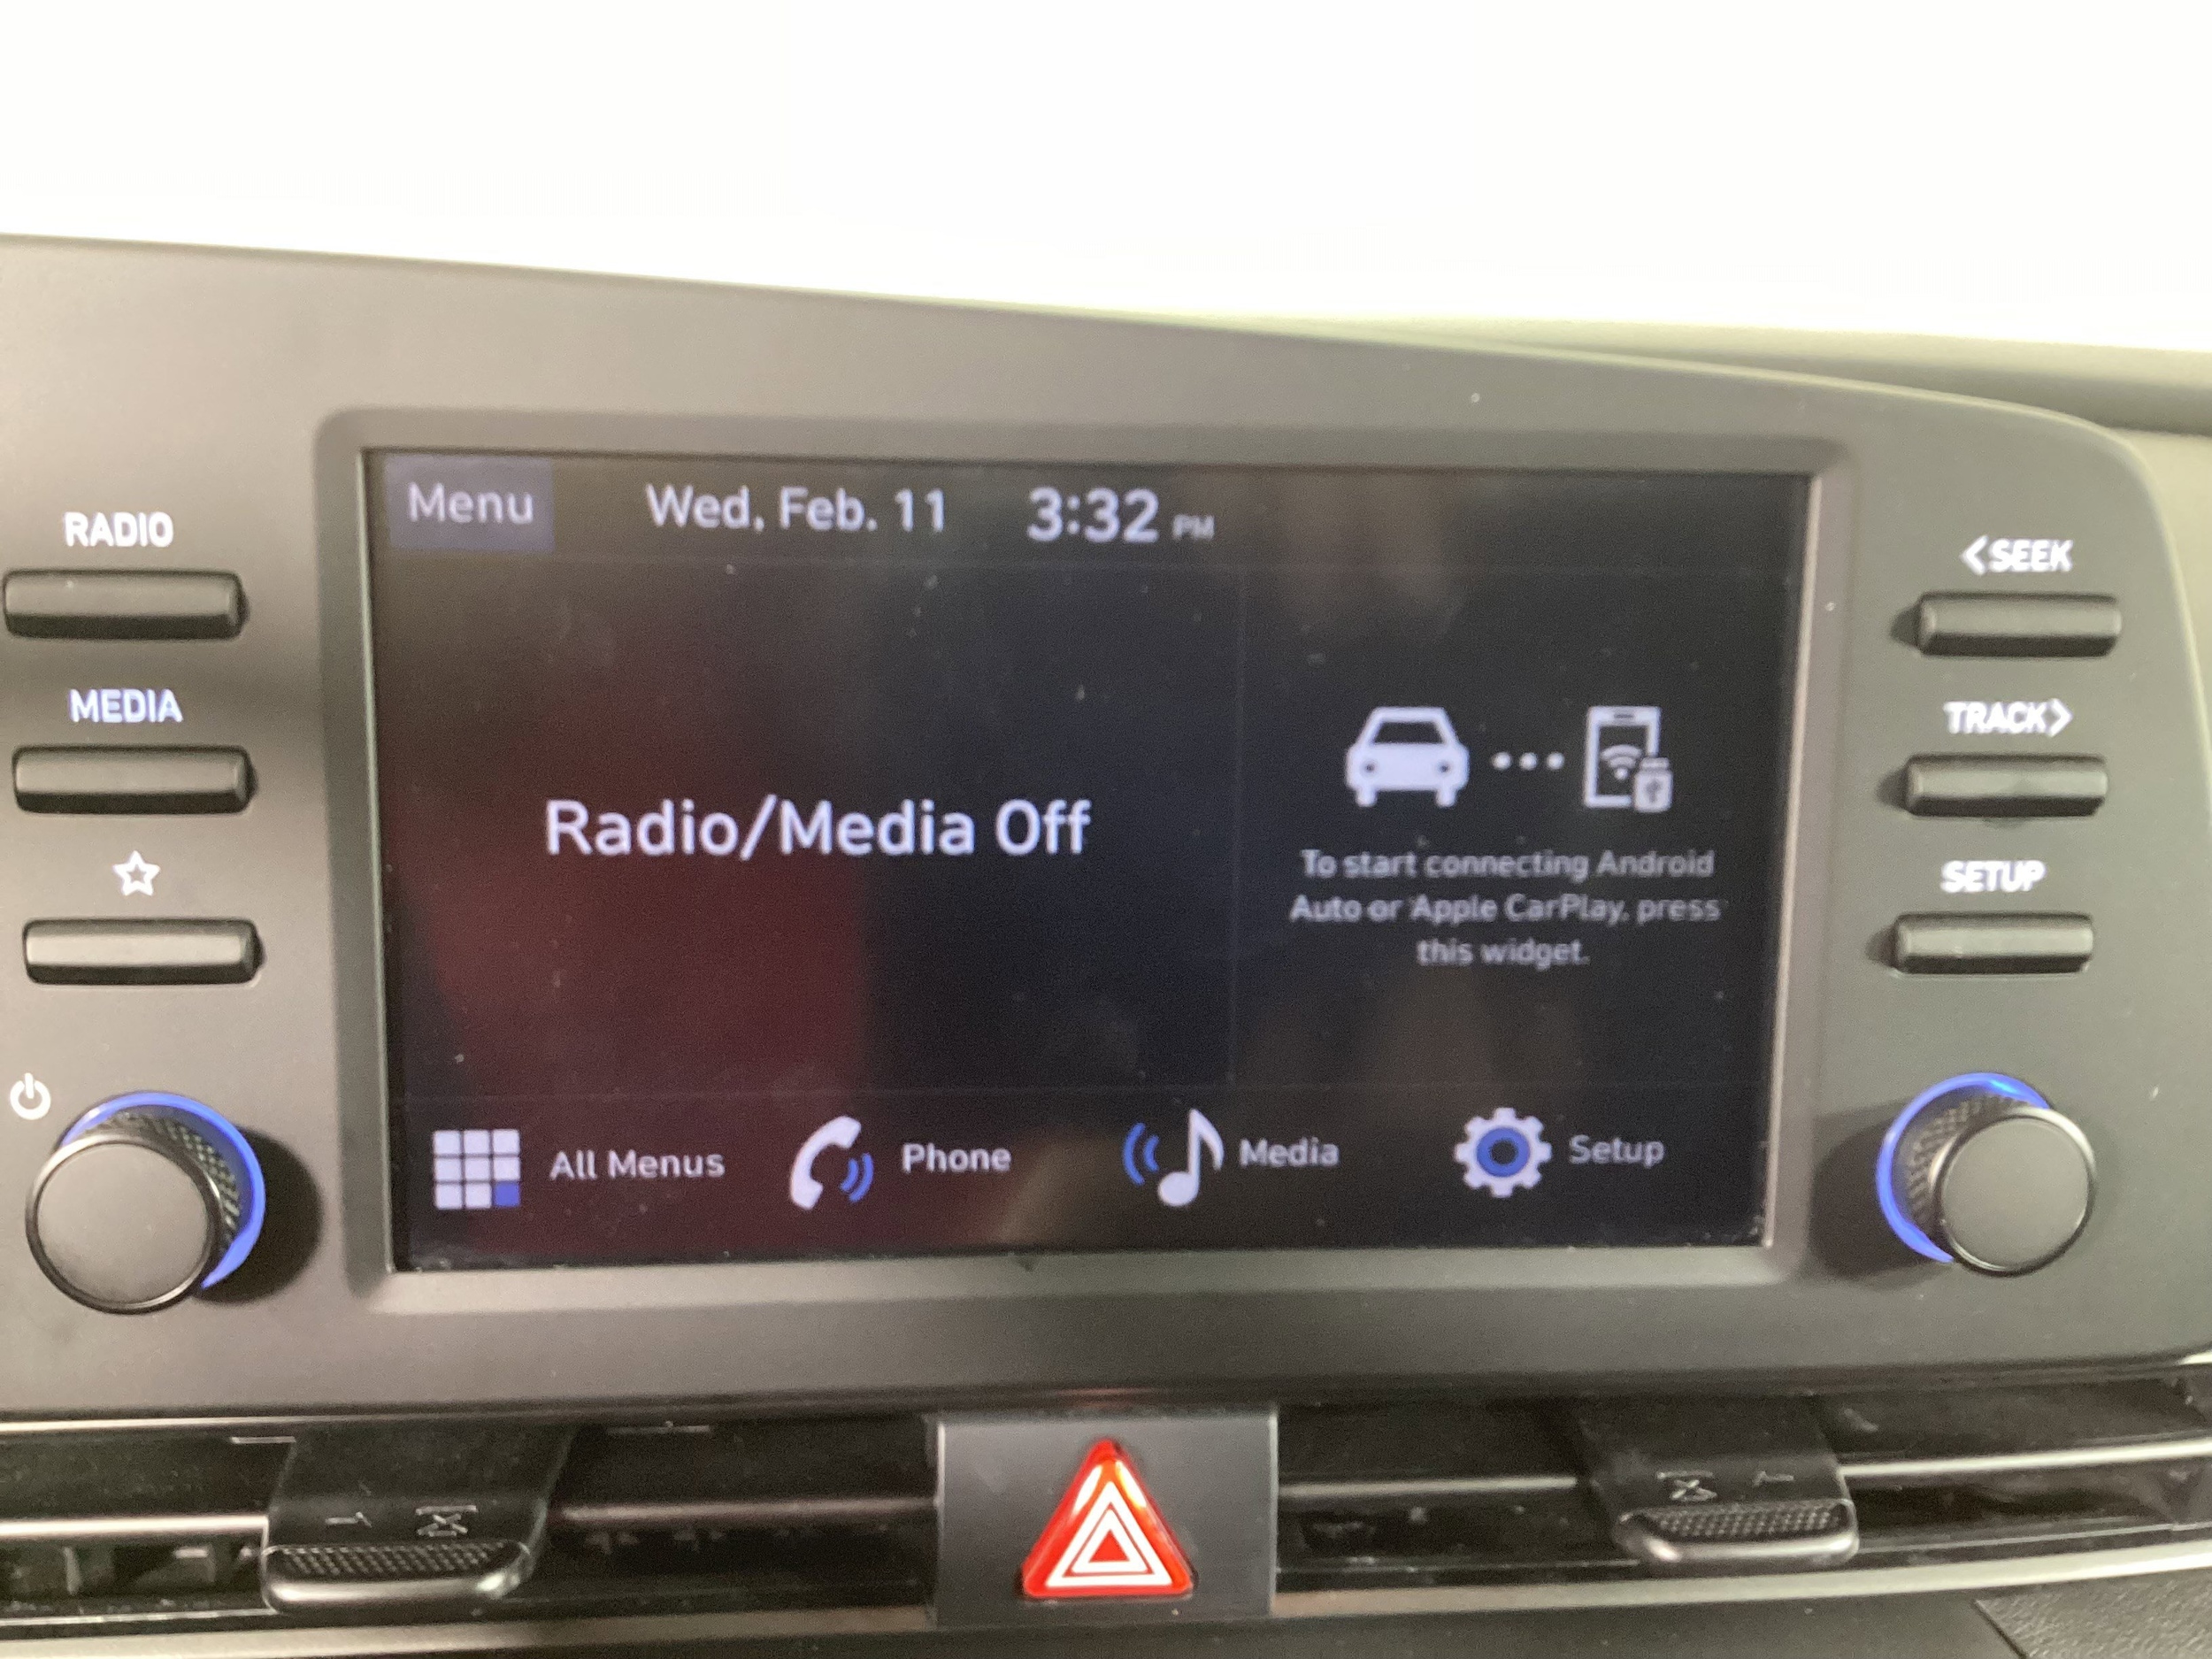 Menu Wed, Feb. 11 3:32 PM
RADIO
MEDIA
Radio/Media Off
To start connecting Android
Auto or Apple CarPlay, press
this widget.
All Menus Phone Media Setup
<SEEK
TRACK>
SETUP